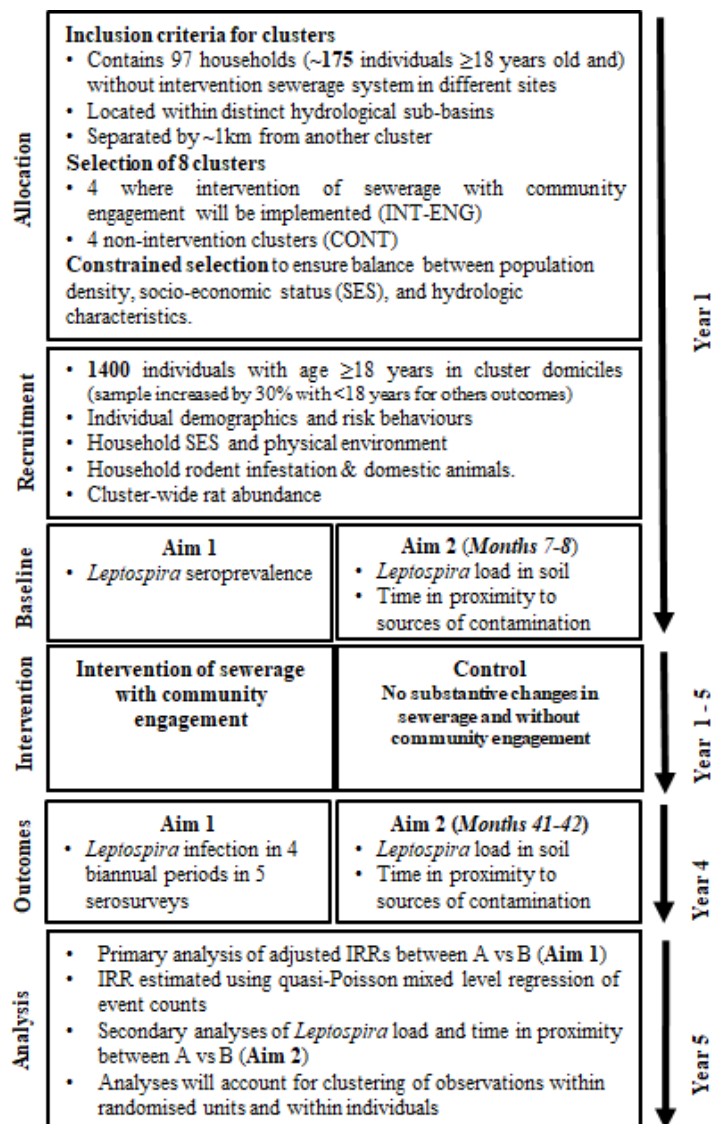 Allocation
Inclusion criteria for clusters
• Contains 97 households (~175 individuals ≥18 years old and)
without intervention sewerage system in different sites
• Located within distinct hydrological sub-basins
• Separated by ~1km from another cluster
Selection of 8 clusters
• 4 where intervention of sewerage with community
engagement will be implemented (INT-ENG)
• 4 non-intervention clusters (CONT)
Constrained selection to ensure balance between population
density, socio-economic status (SES), and hydrologic
characteristics.
Year 1
Recruitment
• 1400 individuals with age ≥18 years in cluster domiciles
(sample increased by 30% with <18 years for others outcomes)
• Individual demographics and risk behaviours
• Household SES and physical environment
• Household rodent infestation & domestic animals.
• Cluster-wide rat abundance
Baseline
Aim 1
• Leptospira seroprevalence
Aim 2 (Months 7-8)
• Leptospira load in soil
• Time in proximity to
sources of contamination
Intervention
Intervention of sewerage
with community
engagement
Control
No substantive changes in
sewerage and without
community engagement
Year 1 - 5
Outcomes
Aim 1
• Leptospira infection in 4
biannual periods in 5
serosurveys
Aim 2 (Months 41-42)
• Leptospira load in soil
• Time in proximity to
sources of contamination
Year 4
Analysis
• Primary analysis of adjusted IRRs between A vs B (Aim 1)
• IRR estimated using quasi-Poisson mixed level regression of
event counts
• Secondary analyses of Leptospira load and time in proximity
between A vs B (Aim 2)
• Analyses will account for clustering of observations within
randomised units and within individuals
Year 5